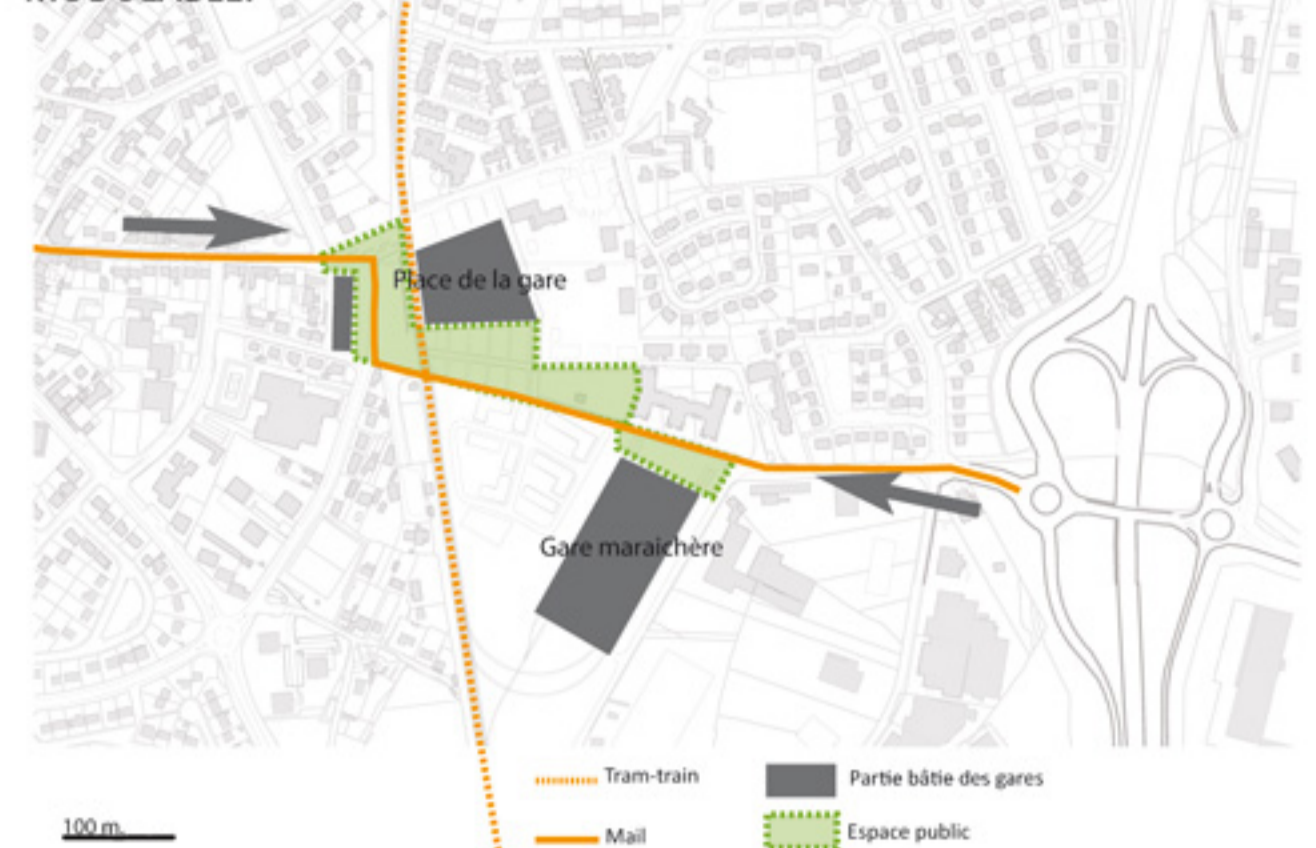 Place de la gare
Gare maraichère
Tram-train
Partie bâtie des gares
100 m.
Mail
Espace public